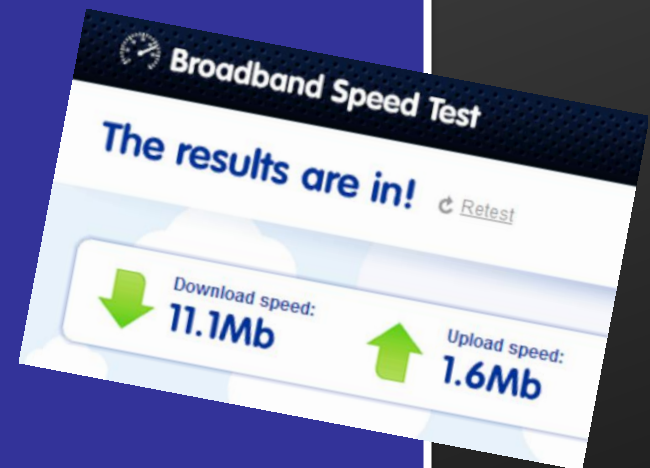 Broadband Speed Test
The results are in!
Retest
Download speed:
11.1Mb
Upload speed:
1.6Mb